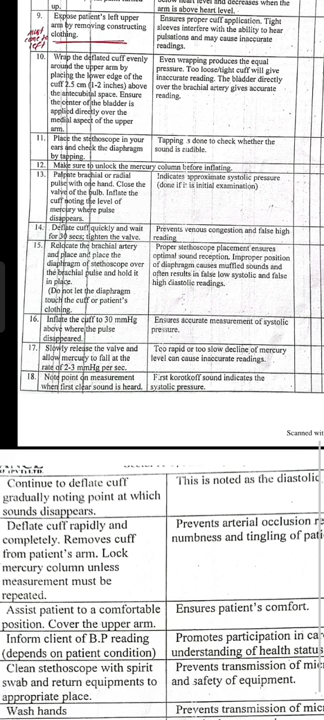 up.
below heart level and decreases when the
arm is above heart level.
9. Expose patient's left upper
arm by removing constricting
clothing.
Ensures proper cuff application. Tight
sleeves interfere with the ability to hear
pulsations and may cause inaccurate
readings.
10. Wrap the deflated cuff evenly
around the upper arm by
placing the lower edge of the
cuff 2.5 cm (1-2 inches) above
the antecubital space. Ensure
the center of the bladder is
applied directly over the
medial aspect of the upper
arm.
Even wrapping produces the equal
pressure. Too loose/tight cuff will give
inaccurate reading. The bladder directly
over the brachial artery gives accurate
reading.
11. Place the stethoscope in your
ears and check the diaphragm
by tapping.
Tapping s done to check whether the
sound is audible.
12. Make sure to unlock the mercury column before inflating.
13. Palpate brachial or radial
pulse with one hand. Close the
valve of the bulb. Inflate the
cuff noting the level of
mercury where pulse
disappears.
Indicates approximate systolic pressure
(done if it is initial examination)
14. Deflate cuff quickly and wait
for 30 secs; tighten the valve.
Prevents venous congestion and false high
reading
15. Relocate the brachial artery
and place and place the
diaphragm of stethoscope over
the brachial pulse and hold it
in place.
(Do not let the diaphragm
touch the cuff or patient's
clothing.
Proper stethoscope placement ensures
optimal sound reception. Improper position
of diaphragm causes muffled sounds and
often results in false low systolic and false
high diastolic readings.
16. Inflate the cuff to 30 mmHg
above where the pulse
disappeared.
Ensures accurate measurement of systolic
pressure.
17. Slowly release the valve and
allow mercury to fall at the
rate of 2-3 mmHg per sec.
Too rapid or too slow decline of mercury
level can cause inaccurate readings.
18. Note point on measurement
when first clear sound is heard.
First korotkoff sound indicates the
systolic pressure.
Scanned wit
Continue to deflate cuff
gradually noting point at which
sounds disappears.
This is noted as the diastolic
Deflate cuff rapidly and
completely. Removes cuff
from patient's arm. Lock
mercury column unless
measurement must be
repeated.
Prevents arterial occlusion re
numbness and tingling of pati
Assist patient to a comfortable
position. Cover the upper arm.
Ensures patient's comfort.
Inform client of B.P reading
(depends on patient condition)
Promotes participation in car
understanding of health status
Clean stethoscope with spirit
swab and return equipments to
appropriate place.
Prevents transmission of micr
and safety of equipment.
Wash hands
Prevents transmission of micr